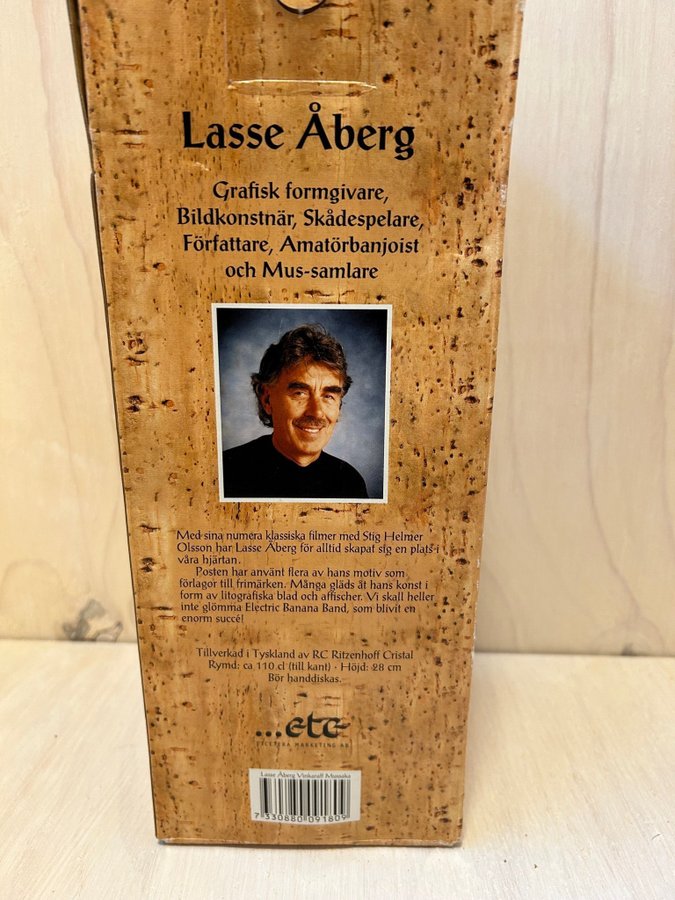 Lasse Åberg
Grafisk formgivare,
Bildkonstnär, Skådespelare,
Författare, Amatörbanjoist
och Mus-samlare
Med sina numera klassiska filmer med Stig Helmer
Olsson har Lasse Åberg för alltid skapat sig en plats i
våra hjärtan.
Posten har använt flera av hans motiv som
förlagor till frimärken. Många gläds åt hans konst i
form av litografiska blad och affischer. Vi skall heller
inte glömma Electric Banana Band, som blivit en
enorm succé!
Tillverkad i Tyskland av RC Ritzenhoff Cristal
Rymd: ca 110 cl (till kant) · Höjd: 28 cm
Bör handdiskas.
...etc
ETCETERA MARKETING AB
Lasse Åberg Vinkaraff Mussaka
7 330880 091809